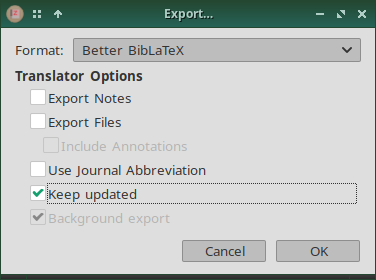 Export...
Format: Better BibLaTeX
Translator Options
Export Notes
Export Files
Include Annotations
Use Journal Abbreviation
Keep updated
Background export
Cancel OK